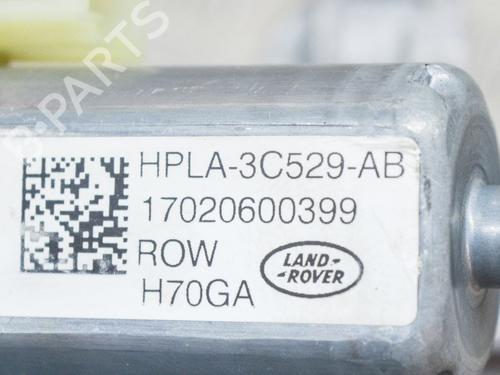 B-PARTS
HPLA-3C529-AB
17020600399
ROW
LAND-
-ROVER
H70GA